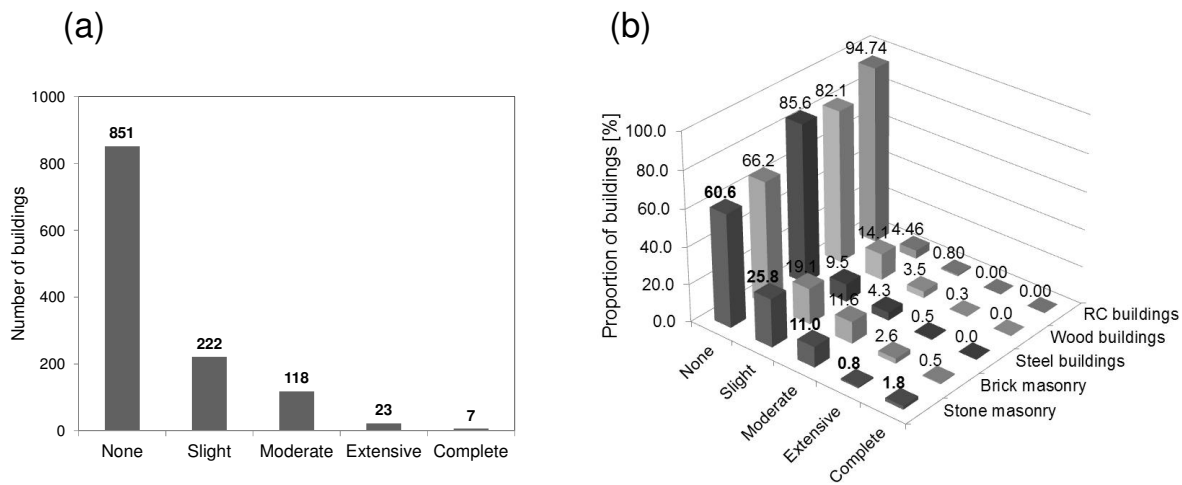 (a)
Number of buildings
1000
800
600
400
200
0
851
222
118
23
7
None
Slight
Moderate
Extensive
Complete
(b)
Proportion of buildings [%]
100.0
80.0
60.0
40.0
20.0
0.0
94.74
4.46
0.80
0.00
0.00
82.1
14.1
3.5
0.3
0.0
85.6
9.5
4.3
0.5
0.0
66.2
19.1
11.6
2.6
0.5
60.6
25.8
11.0
0.8
1.8
RC buildings
Wood buildings
Steel buildings
Brick masonry
Stone masonry
None
Slight
Moderate
Extensive
Complete